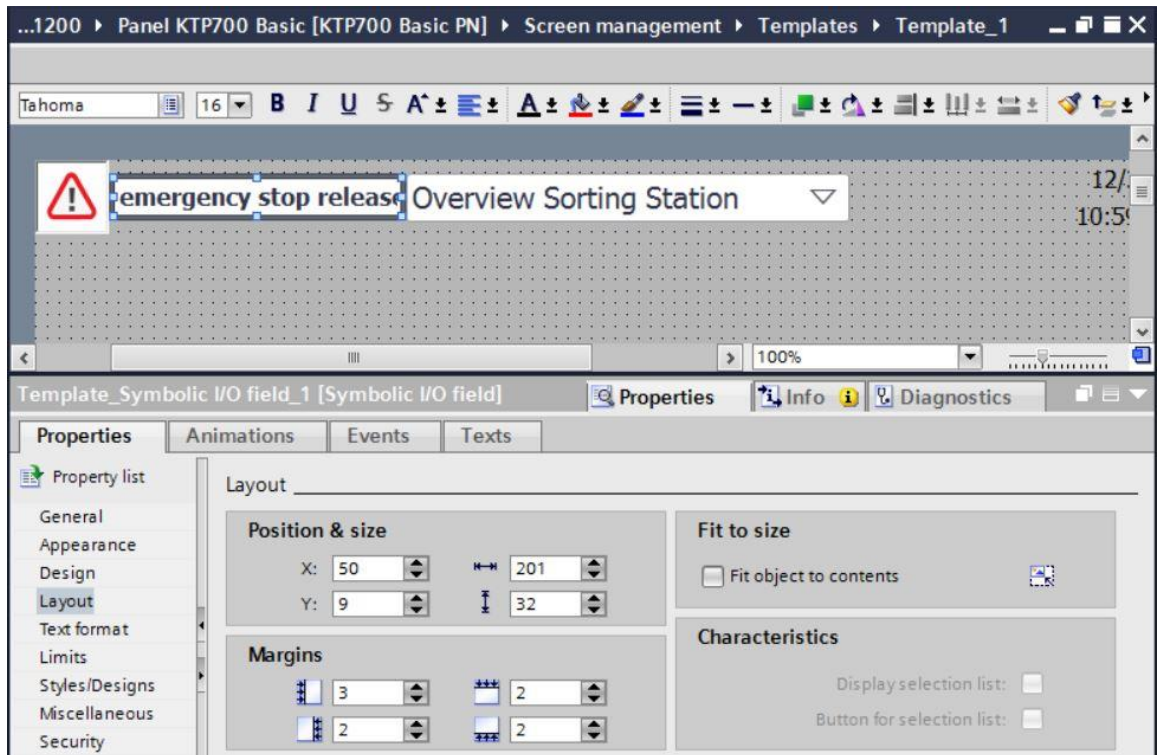 ...1200 ▸ Panel KTP700 Basic [KTP700 Basic PN] ▸ Screen management ▸ Templates ▸ Template_1
Tahoma 16 B I U S A A
emergency stop release Overview Sorting Station
12/
10:59
100%
Template_Symbolic I/O field_1 [Symbolic I/O field] Properties Info Diagnostics
Properties Animations Events Texts
Property list
Layout
General
Appearance
Design
Layout
Text format
Limits
Styles/Designs
Miscellaneous
Security
Position & size
X: 50 201
Y: 9 32
Margins
3 2
2 2
Fit to size
Fit object to contents
Characteristics
Display selection list:
Button for selection list: